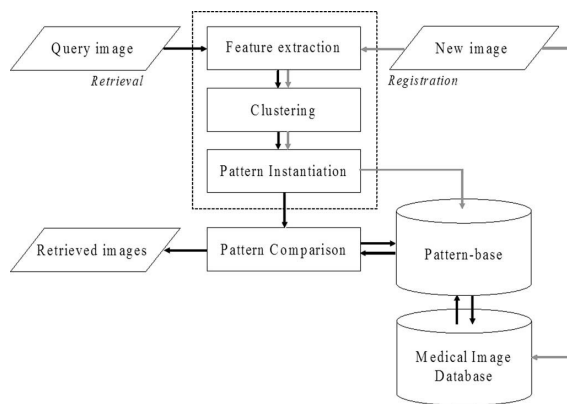 Query image
Feature extraction
New image
Retrieval
Registration
Clustering
Pattern Instantiation
Retrieved images
Pattern Comparison
Pattern-base
Medical Image
Database